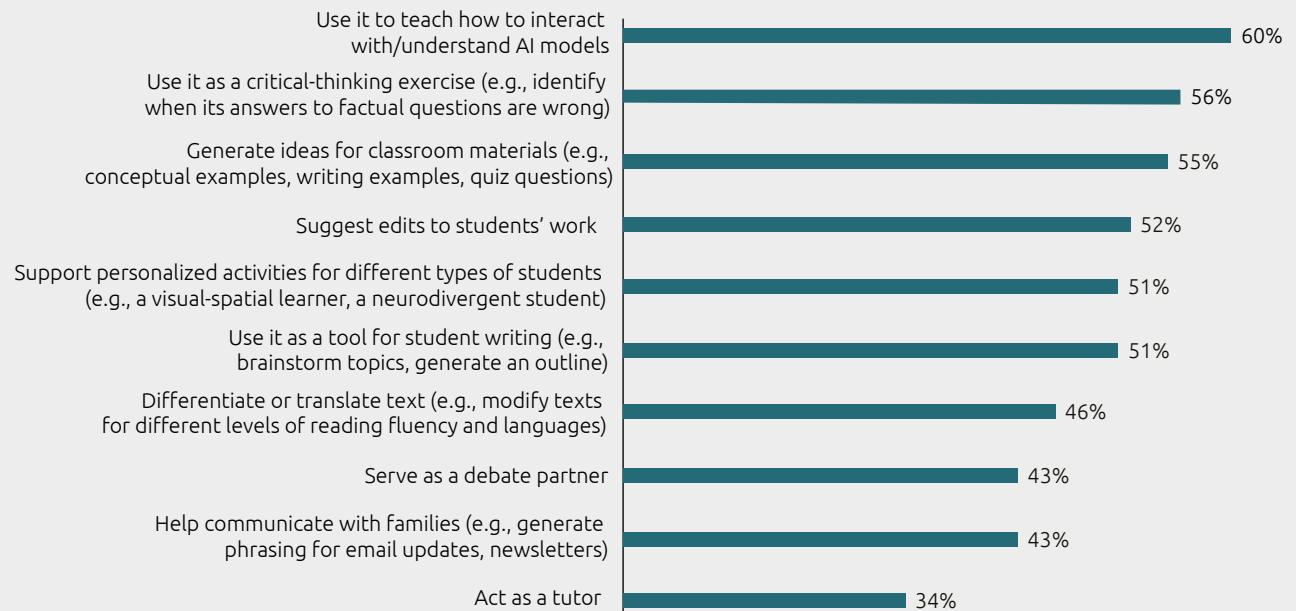 Use it to teach how to interact
with/understand AI models
60%
Use it as a critical-thinking exercise (e.g., identify
when its answers to factual questions are wrong)
56%
Generate ideas for classroom materials (e.g.,
conceptual examples, writing examples, quiz questions)
55%
Suggest edits to students’ work
52%
Support personalized activities for different types of students
(e.g., a visual-spatial learner, a neurodivergent student)
51%
Use it as a tool for student writing (e.g.,
brainstorm topics, generate an outline)
51%
Differentiate or translate text (e.g., modify texts
for different levels of reading fluency and languages)
46%
Serve as a debate partner
43%
Help communicate with families (e.g., generate
phrasing for email updates, newsletters)
43%
Act as a tutor
34%